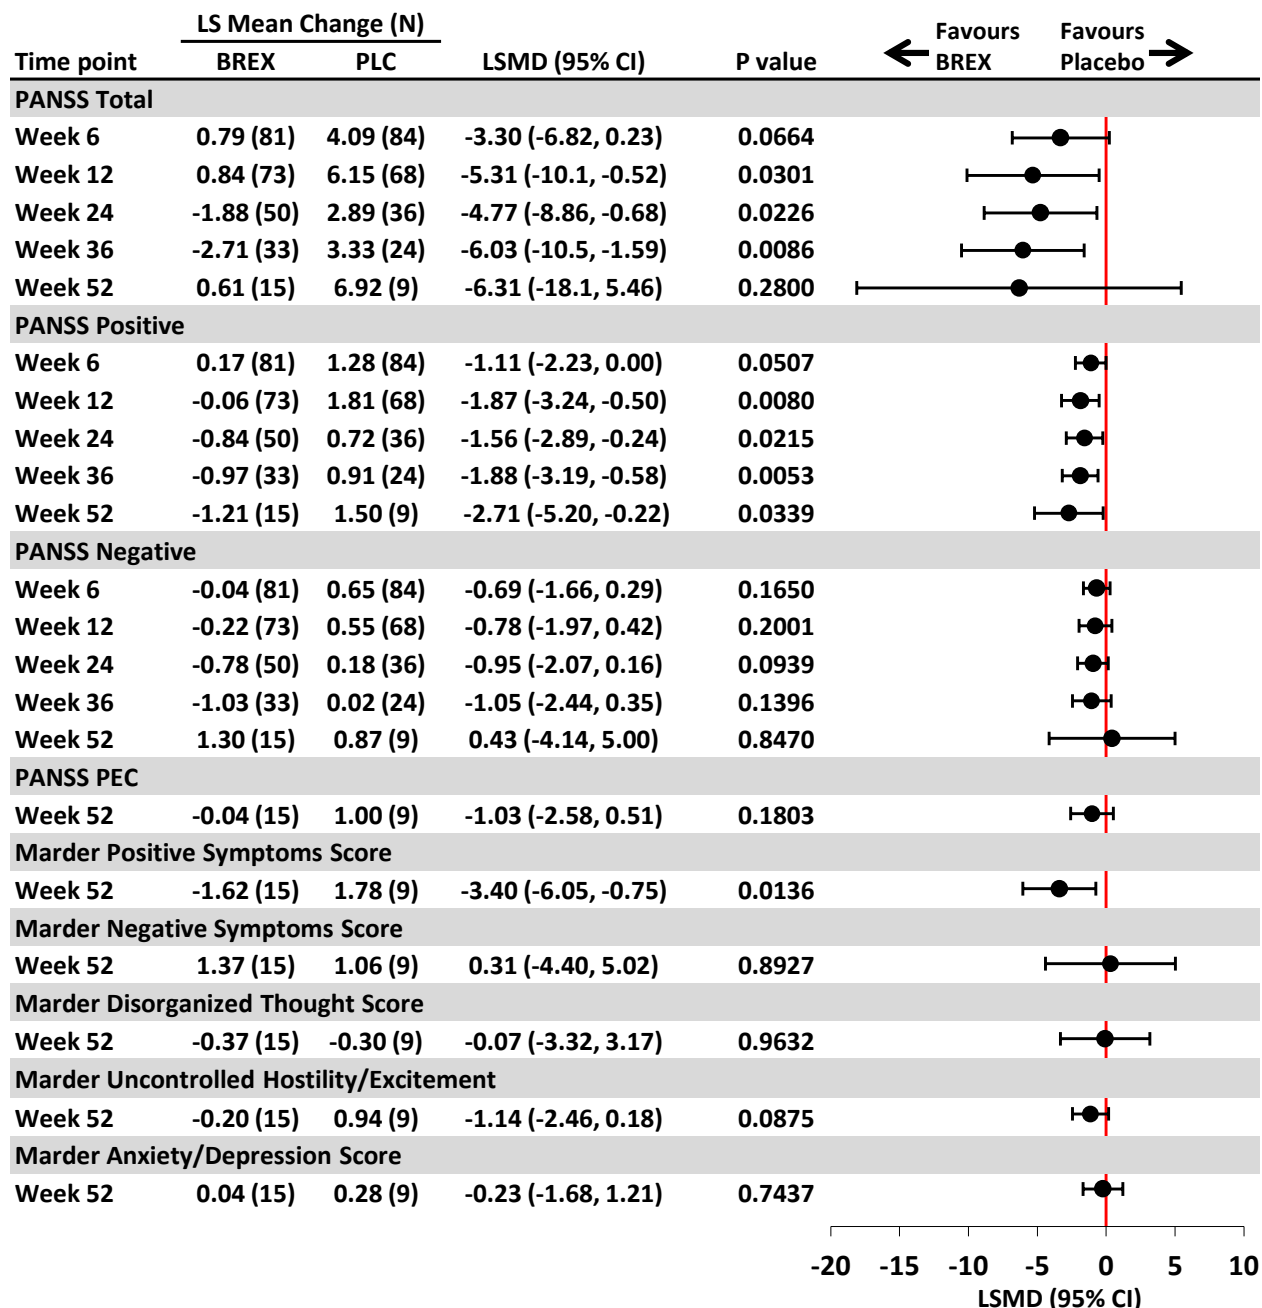 LS Mean Change (N)
Favours Favours
Time point BREX PLC LSMD (95% CI) P value BREX Placebo
PANSS Total
Week 6 0.79 (81) 4.09 (84) -3.30 (-6.82, 0.23) 0.0664
Week 12 0.84 (73) 6.15 (68) -5.31 (-10.1, -0.52) 0.0301
Week 24 -1.88 (50) 2.89 (36) -4.77 (-8.86, -0.68) 0.0226
Week 36 -2.71 (33) 3.33 (24) -6.03 (-10.5, -1.59) 0.0086
Week 52 0.61 (15) 6.92 (9) -6.31 (-18.1, 5.46) 0.2800
PANSS Positive
Week 6 0.17 (81) 1.28 (84) -1.11 (-2.23, 0.00) 0.0507
Week 12 -0.06 (73) 1.81 (68) -1.87 (-3.24, -0.50) 0.0080
Week 24 -0.84 (50) 0.72 (36) -1.56 (-2.89, -0.24) 0.0215
Week 36 -0.97 (33) 0.91 (24) -1.88 (-3.19, -0.58) 0.0053
Week 52 -1.21 (15) 1.50 (9) -2.71 (-5.20, -0.22) 0.0339
PANSS Negative
Week 6 -0.04 (81) 0.65 (84) -0.69 (-1.66, 0.29) 0.1650
Week 12 -0.22 (73) 0.55 (68) -0.78 (-1.97, 0.42) 0.2001
Week 24 -0.78 (50) 0.18 (36) -0.95 (-2.07, 0.16) 0.0939
Week 36 -1.03 (33) 0.02 (24) -1.05 (-2.44, 0.35) 0.1396
Week 52 1.30 (15) 0.87 (9) 0.43 (-4.14, 5.00) 0.8470
PANSS PEC
Week 52 -0.04 (15) 1.00 (9) -1.03 (-2.58, 0.51) 0.1803
Marder Positive Symptoms Score
Week 52 -1.62 (15) 1.78 (9) -3.40 (-6.05, -0.75) 0.0136
Marder Negative Symptoms Score
Week 52 1.37 (15) 1.06 (9) 0.31 (-4.40, 5.02) 0.8927
Marder Disorganized Thought Score
Week 52 -0.37 (15) -0.30 (9) -0.07 (-3.32, 3.17) 0.9632
Marder Uncontrolled Hostility/Excitement
Week 52 -0.20 (15) 0.94 (9) -1.14 (-2.46, 0.18) 0.0875
Marder Anxiety/Depression Score
Week 52 0.04 (15) 0.28 (9) -0.23 (-1.68, 1.21) 0.7437
-20 -15 -10 -5 0 5 10
LSMD (95% CI)